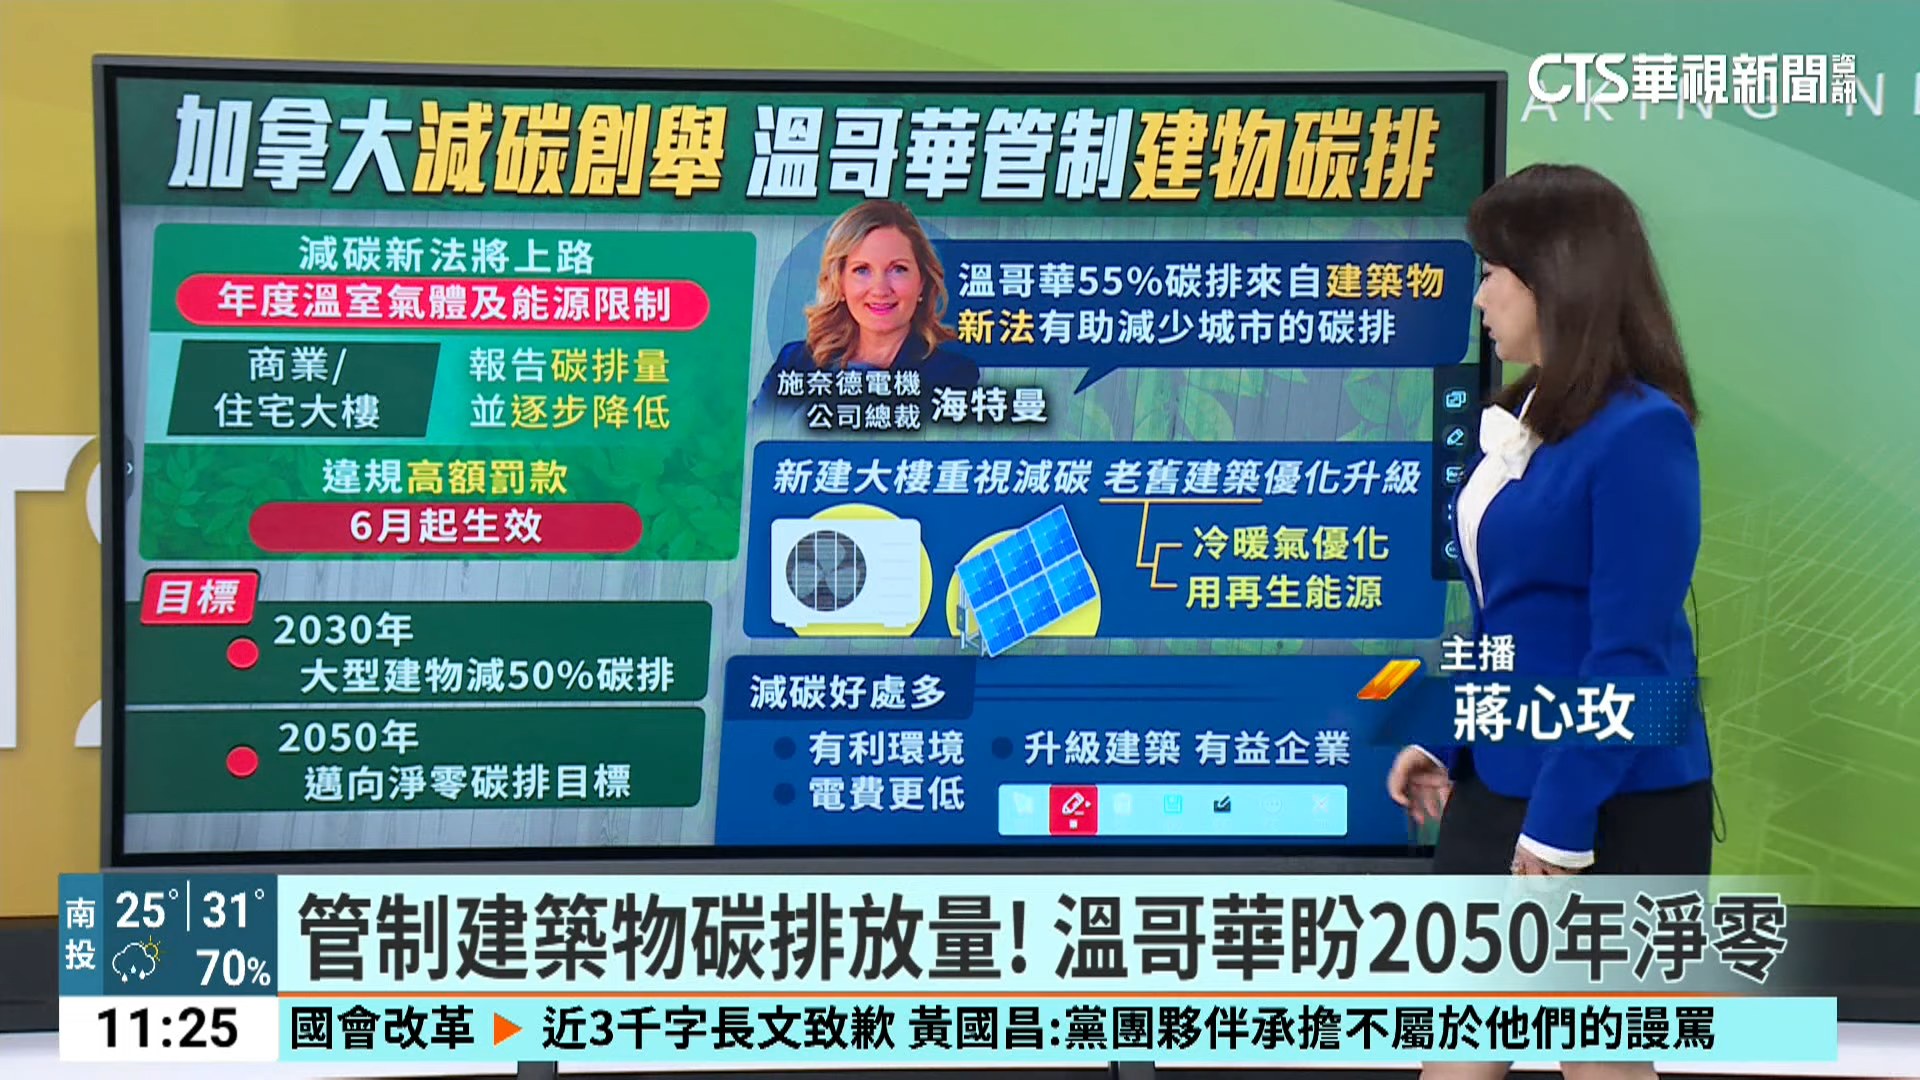 CTS華視新聞資訊
AKING NE
加拿大減碳創舉 溫哥華管制建物碳排
減碳新法將上路
年度溫室氣體及能源限制
商業/
住宅大樓
報告碳排量
並逐步降低
違規高額罰款
6月起生效
目標
2030年
大型建物減50%碳排
2050年
邁向淨零碳排目標
溫哥華55%碳排來自建築物
新法有助減少城市的碳排
施奈德電機
公司總裁
海特曼
新建大樓重視減碳 老舊建築優化升級
冷暖氣優化
用再生能源
減碳好處多
有利環境
升級建築 有益企業
電費更低
主播
蔣心玫
南投
25° 31°
70%
管制建築物碳排放量! 溫哥華盼2050年淨零
11:25
國會改革 ▶ 近3千字長文致歉 黃國昌:黨團夥伴承擔不屬於他們的謾罵